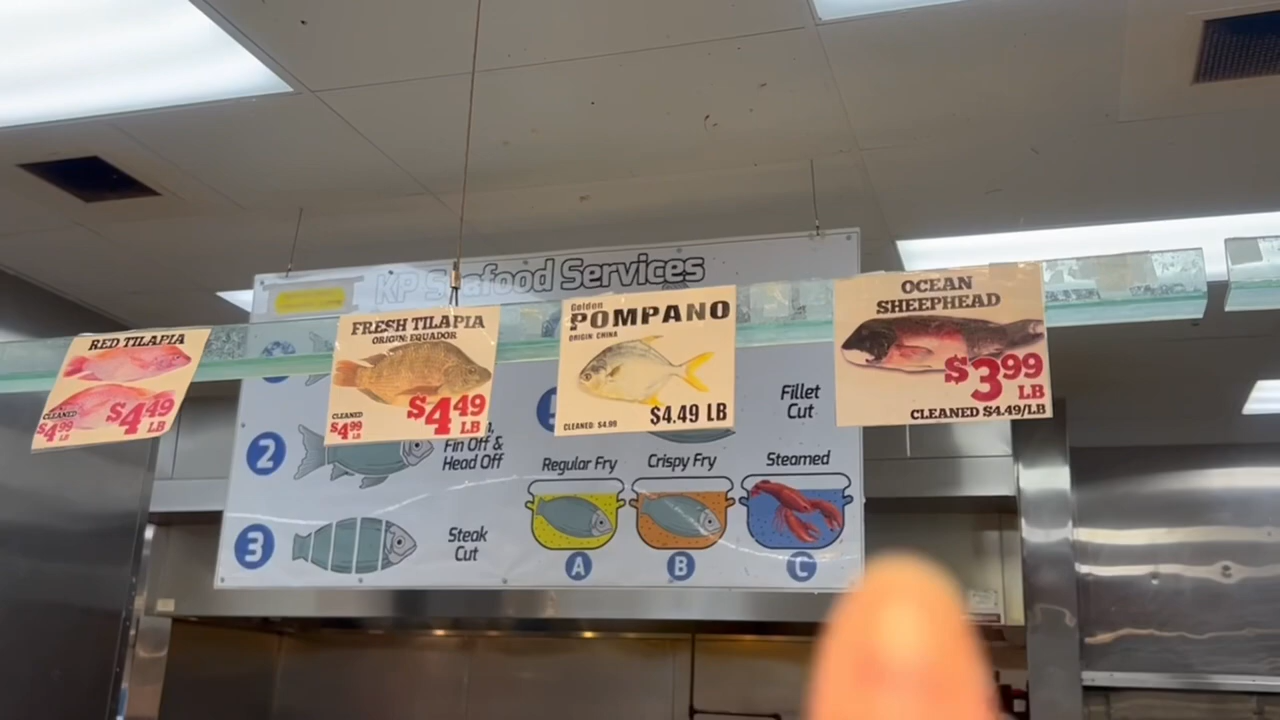 KP Seafood Services
RED TILAPIA
CLEANED
$4.99
LB
$4.49
LB
FRESH TILAPIA
ORIGIN: EQUADOR
CLEANED
$4.99
LB
$4.49
LB
Golden
POMPANO
ORIGIN: CHINA
$4.49 LB
CLEANED: $4.99
OCEAN
SHEEPHEAD
$3.99
LB
CLEANED $4.49/LB
Fillet
Cut
2
Fin Off &
Head Off
Regular Fry
Crispy Fry
Steamed
3
Steak
Cut
A
B
C